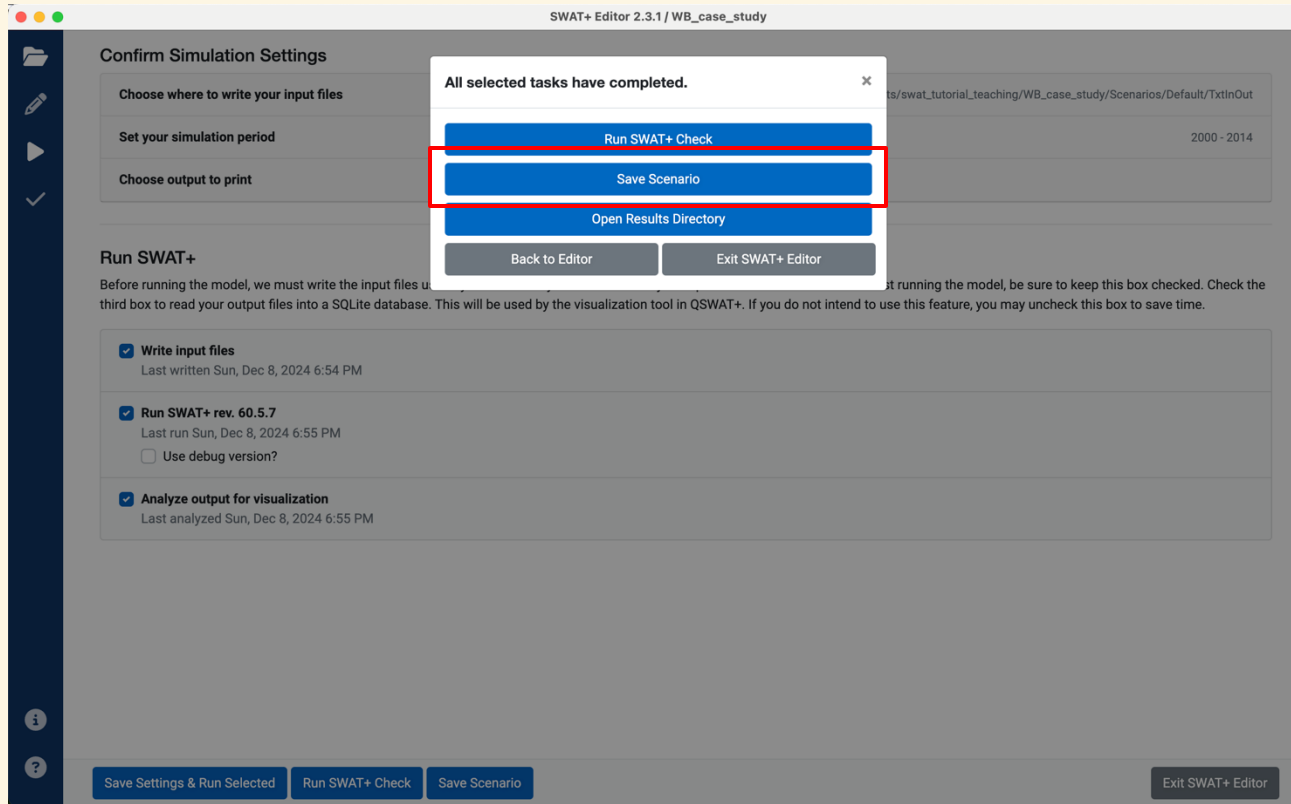 SWAT+ Editor 2.3.1 / WB_case_study
Confirm Simulation Settings
Choose where to write your input files
ts/swat_tutorial_teaching/WB_case_study/Scenarios/Default/TxtInOut
Set your simulation period
2000 - 2014
Choose output to print
All selected tasks have completed.
×
Run SWAT+ Check
Save Scenario
Open Results Directory
Back to Editor
Exit SWAT+ Editor
Run SWAT+
Before running the model, we must write the input files
st running the model, be sure to keep this box checked. Check the
third box to read your output files into a SQLite database. This will be used by the visualization tool in QSWAT+. If you do not intend to use this feature, you may uncheck this box to save time.
Write input files
Last written Sun, Dec 8, 2024 6:54 PM
Run SWAT+ rev. 60.5.7
Last run Sun, Dec 8, 2024 6:55 PM
Use debug version?
Analyze output for visualization
Last analyzed Sun, Dec 8, 2024 6:55 PM
Save Settings & Run Selected
Run SWAT+ Check
Save Scenario
Exit SWAT+ Editor